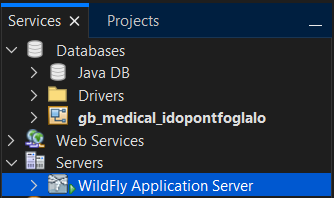 Services
Projects
Databases
Java DB
Drivers
gb_medical_idopontfoglalo
Web Services
Servers
WildFly Application Server